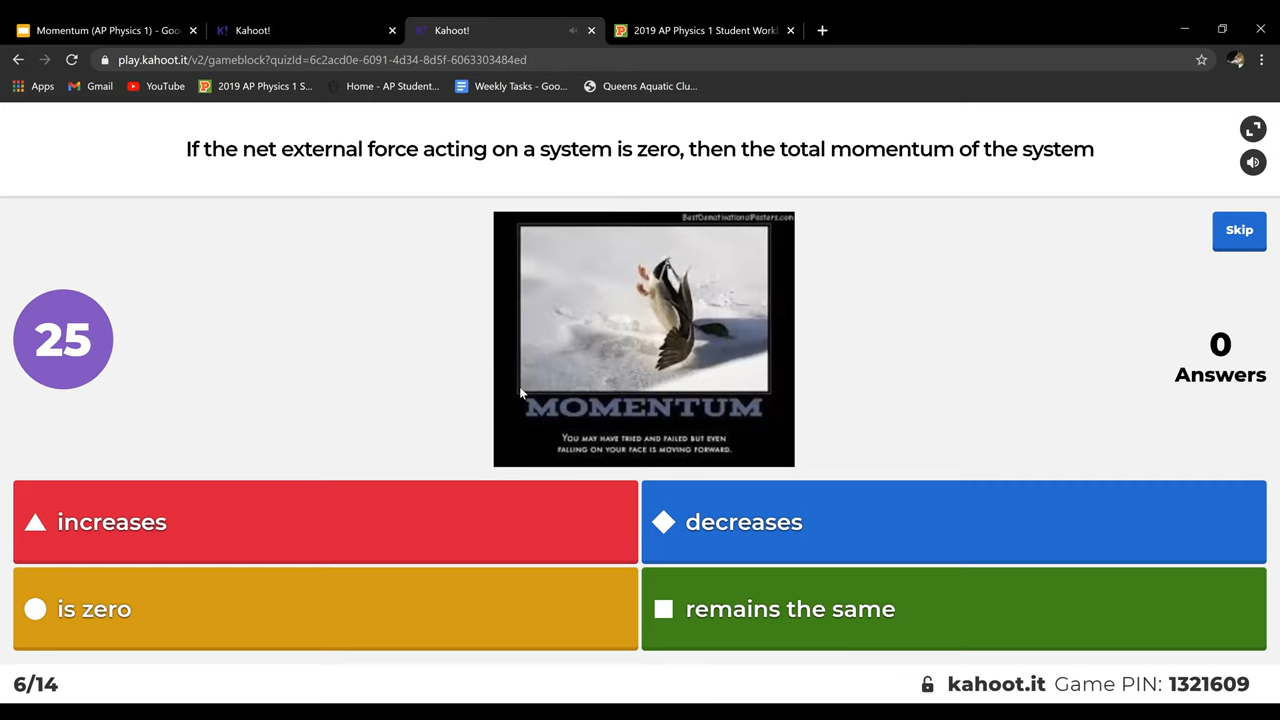 Momentum (AP Physics 1) - Goo
Kahoot!
Kahoot!
2019 AP Physics 1 Student Workb
play.kahoot.it/v2/gameblock?quizId=6c2acd0e-6091-4d34-8d5f-6063303484ed
Apps
Gmail
YouTube
2019 AP Physics 1 S...
Home - AP Student...
Weekly Tasks - Goo...
Queens Aquatic Clu...
If the net external force acting on a system is zero, then the total momentum of the system
BestDemotivationalPosters.com
Skip
25
0
Answers
MOMENTUM
YOU MAY HAVE TRIED AND FAILED BUT EVEN
FALLING ON YOUR FACE IS MOVING FORWARD.
increases
decreases
is zero
remains the same
6/14
kahoot.it Game PIN: 1321609